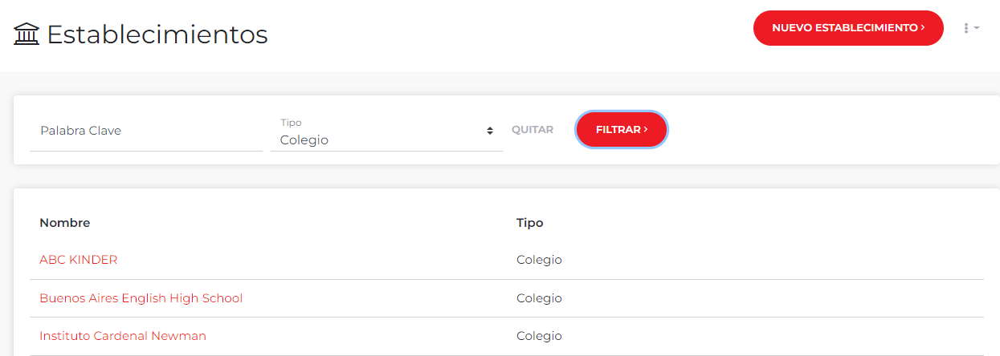 Establecimientos
NUEVO ESTABLECIMIENTO ›
Palabra Clave
Tipo
Colegio
QUITAR
FILTRAR ›
Nombre Tipo
ABC KINDER Colegio
Buenos Aires English High School Colegio
Instituto Cardenal Newman Colegio